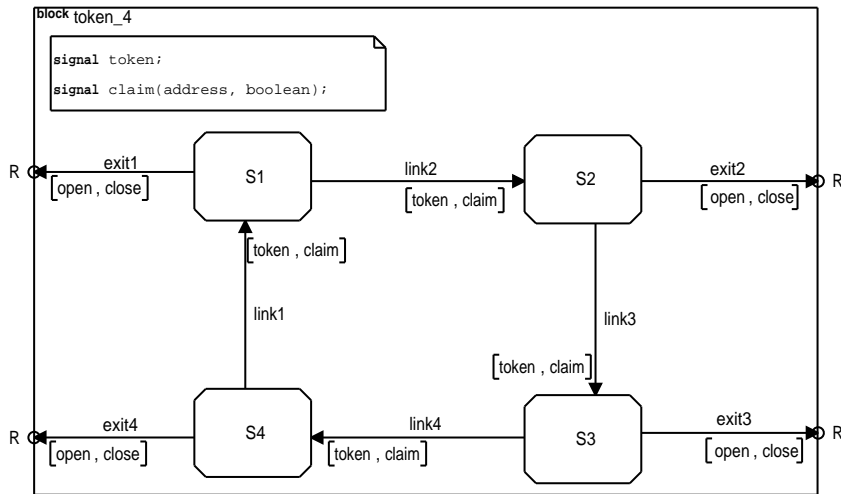 block token_4
signal token;
signal claim(address, boolean);
R
exit1
[open , close]
S1
link2
[token , claim]
S2
exit2
[open , close]
R
[token , claim]
link1
link3
[token , claim]
R
exit4
[open , close]
S4
link4
[token , claim]
S3
exit3
[open , close]
R